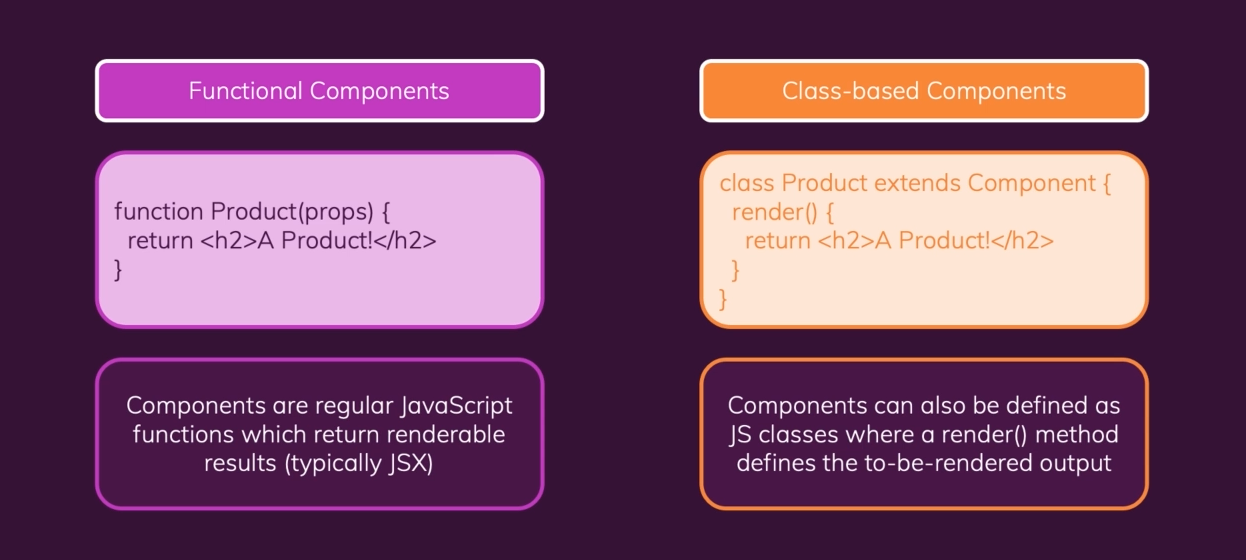 Functional Components
function Product(props) {
return <h2>A Product!</h2>
}
Components are regular JavaScript
functions which return renderable
results (typically JSX)
Class-based Components
class Product extends Component {
render() {
return <h2>A Product!</h2>
}
}
Components can also be defined as
JS classes where a render() method
defines the to-be-rendered output